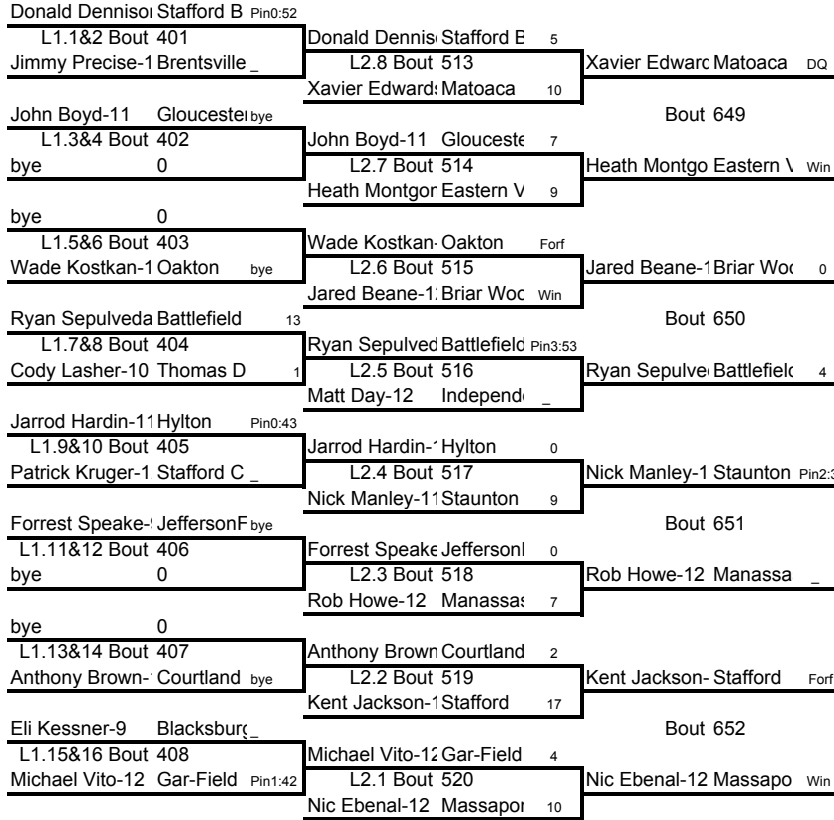 Donald Dennison Stafford B Pin0:52
L1.1&2 Bout 401
Donald Dennis Stafford B 5
Jimmy Precise-1 Brentsville _
L2.8 Bout 513
Xavier Edward Matoaca DQ
Xavier Edwards Matoaca 10
John Boyd-11 Gloucester bye
Bout 649
L1.3&4 Bout 402
John Boyd-11 Glouceste 7
bye 0
L2.7 Bout 514
Heath Montgo Eastern V Win
Heath Montgor Eastern V 9
bye 0
L1.5&6 Bout 403
Wade Kostkan- Oakton Forf
Wade Kostkan-1 Oakton bye
L2.6 Bout 515
Jared Beane-1 Briar Woo 0
Jared Beane-1 Briar Woo Win
Ryan Sepulveda Battlefield 13
Bout 650
L1.7&8 Bout 404
Ryan Sepulved Battlefield Pin3:53
Cody Lasher-10 Thomas D 1
L2.5 Bout 516
Ryan Sepulve Battlefield 4
Matt Day-12 Independ _
Jarrod Hardin-11 Hylton Pin0:43
L1.9&10 Bout 405
Jarrod Hardin-1 Hylton 0
Patrick Kruger-1 Stafford C _
L2.4 Bout 517
Nick Manley-1 Staunton Pin2:3
Nick Manley-11 Staunton 9
Forrest Speake- JeffersonF bye
Bout 651
L1.11&12 Bout 406
Forrest Speake Jefferson 0
bye 0
L2.3 Bout 518
Rob Howe-12 Manassa _
Rob Howe-12 Manassas 7
bye 0
L1.13&14 Bout 407
Anthony Brown Courtland 2
Anthony Brown- Courtland bye
L2.2 Bout 519
Kent Jackson- Stafford Forf
Kent Jackson-1 Stafford 17
Eli Kessner-9 Blacksburg _
Bout 652
L1.15&16 Bout 408
Michael Vito-12 Gar-Field 4
Michael Vito-12 Gar-Field Pin1:42
L2.1 Bout 520
Nic Ebenal-12 Massapo Win
Nic Ebenal-12 Massapon 10